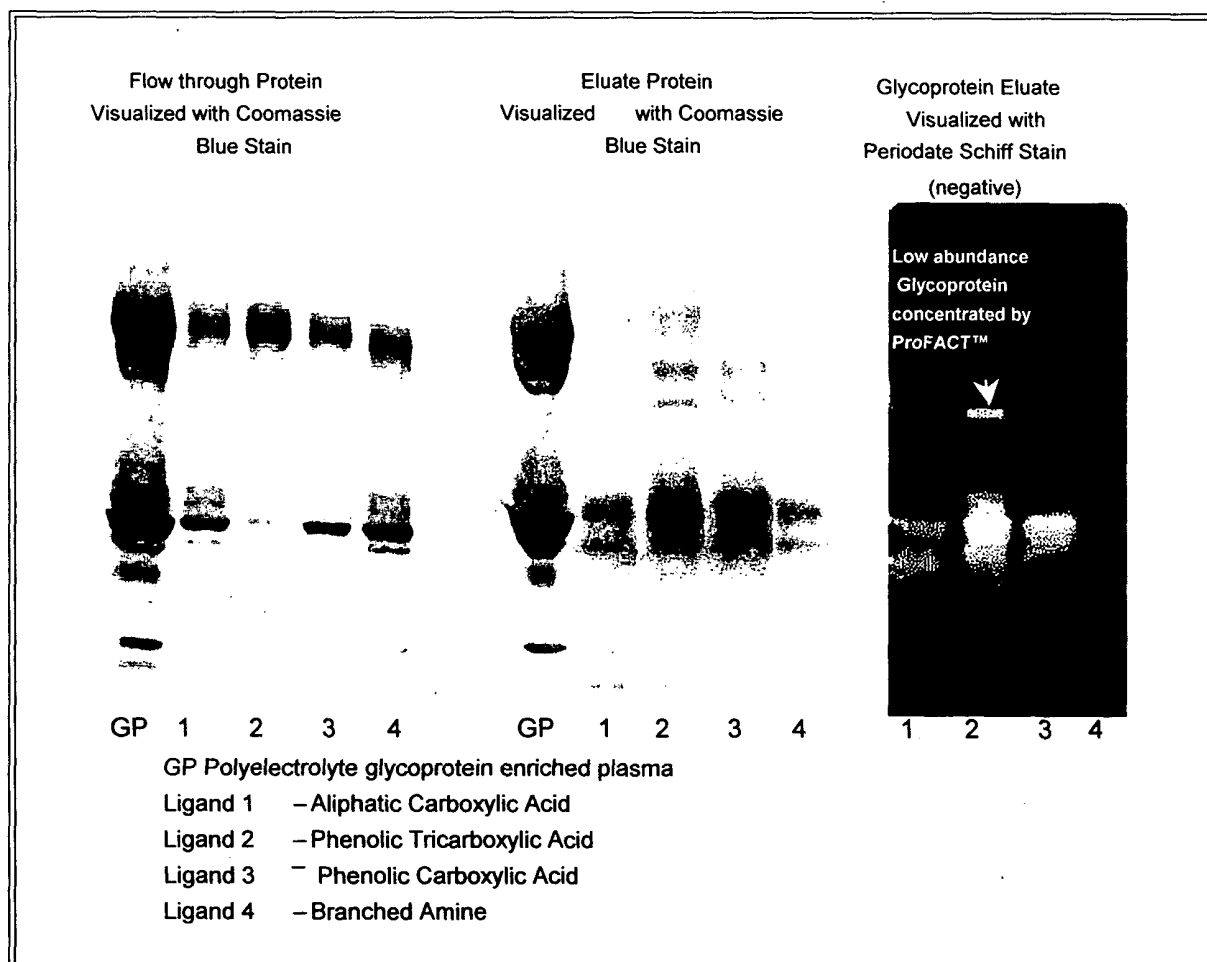 Flow through Protein
Visualized with Coomassie
Blue Stain
Eluate Protein
Visualized with Coomassie
Blue Stain
Glycoprotein Eluate
Visualized with
Periodate Schiff Stain
(negative)
Low abundance
Glycoprotein
concentrated by
ProFACT™
GP 1 2 3 4
GP 1 2 3 4
1 2 3 4
GP Polyelectrolyte glycoprotein enriched plasma
Ligand 1 – Aliphatic Carboxylic Acid
Ligand 2 – Phenolic Tricarboxylic Acid
Ligand 3 – Phenolic Carboxylic Acid
Ligand 4 – Branched Amine